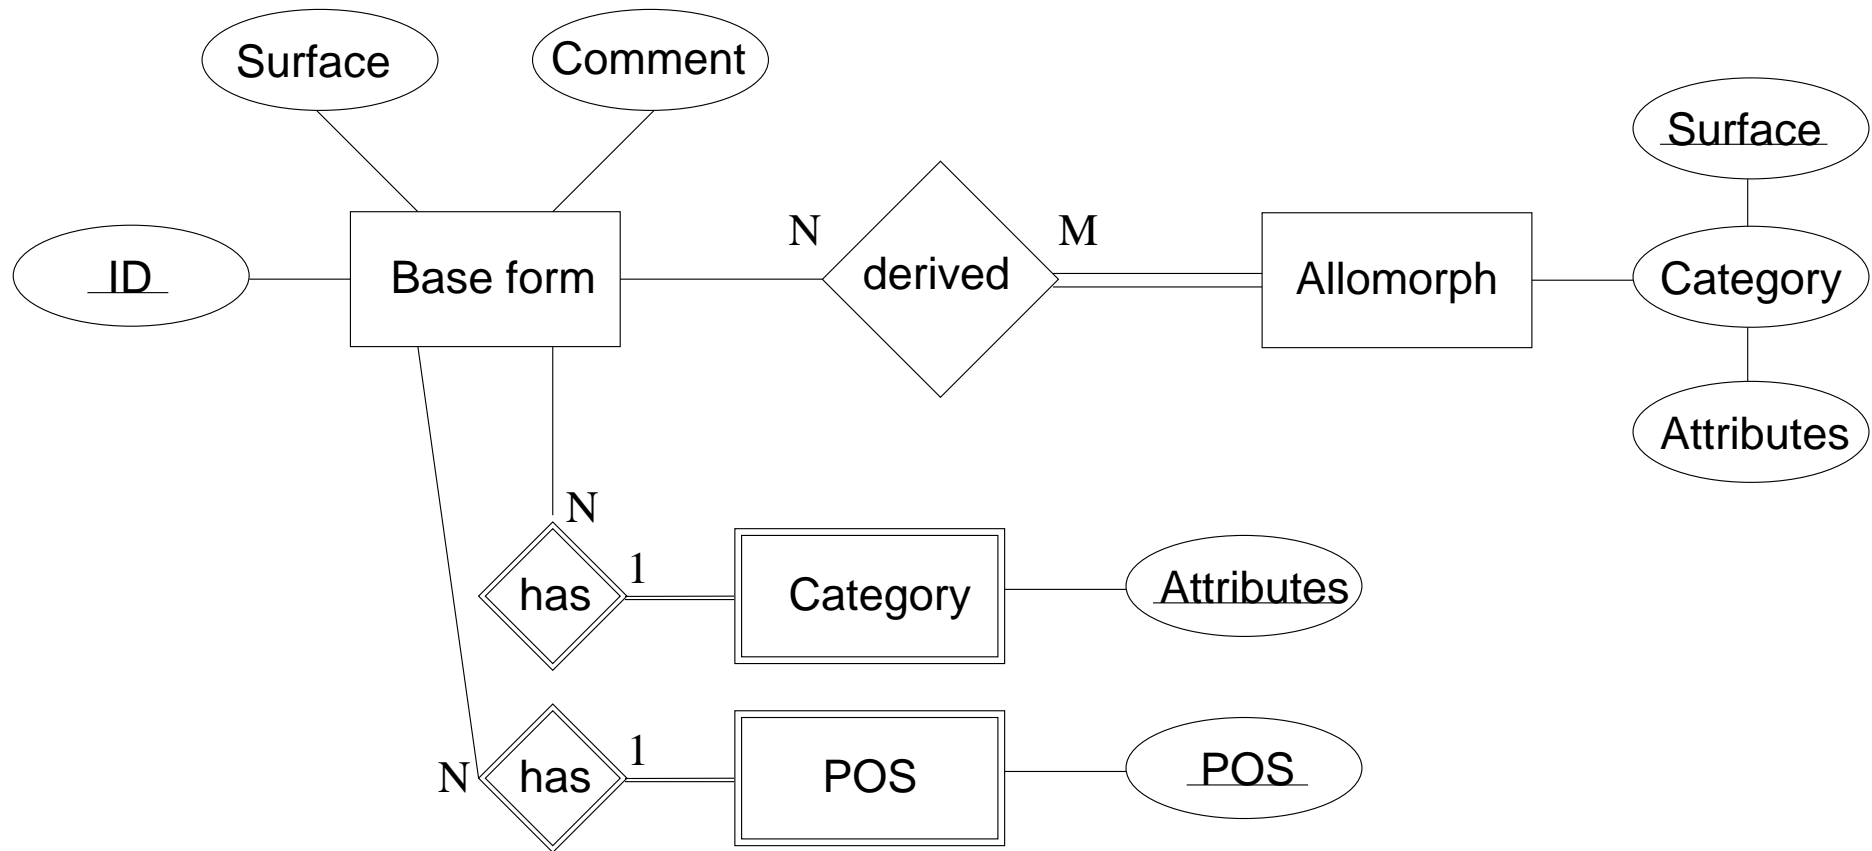 Surface
Comment
Surface
N
M
ID
Base form
derived
Allomorph
Category
Attributes
N
has
1
Category
Attributes
N
has
1
POS
POS